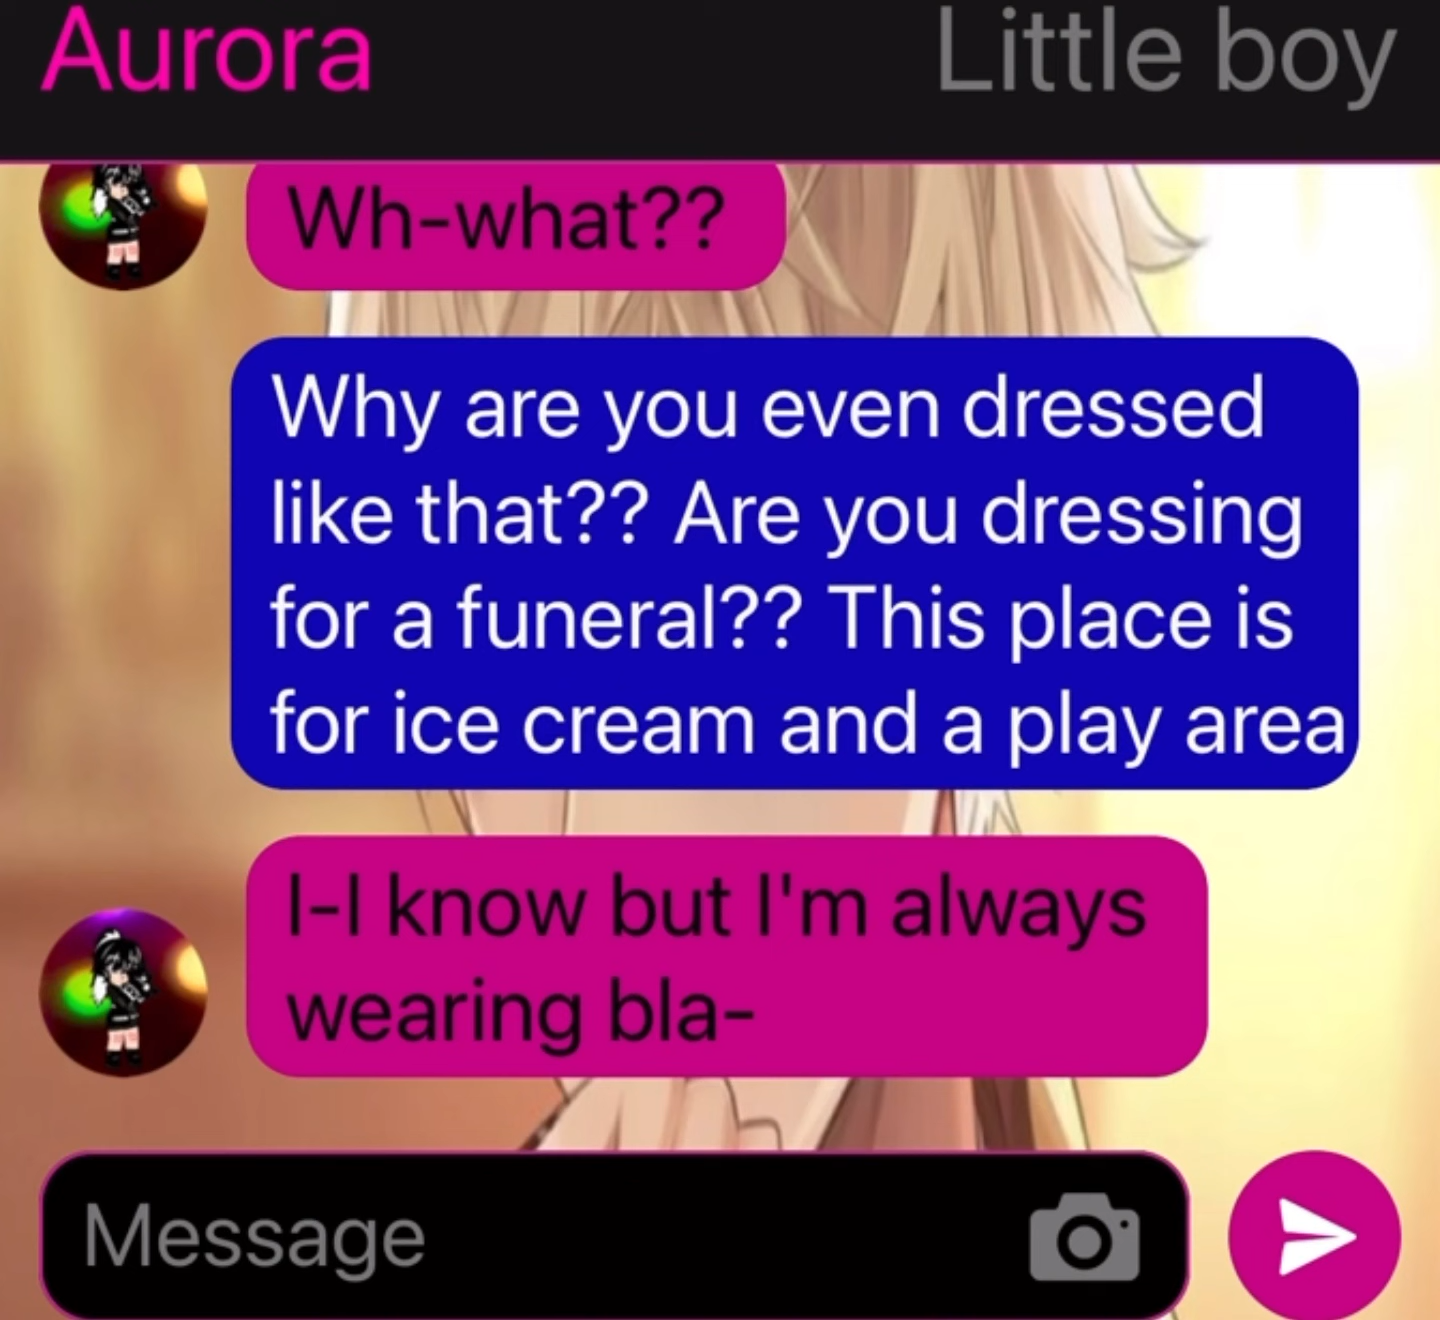 Aurora Little boy
Wh-what??
Why are you even dressed
like that?? Are you dressing
for a funeral?? This place is
for ice cream and a play area
I-I know but I'm always
wearing bla-
Message